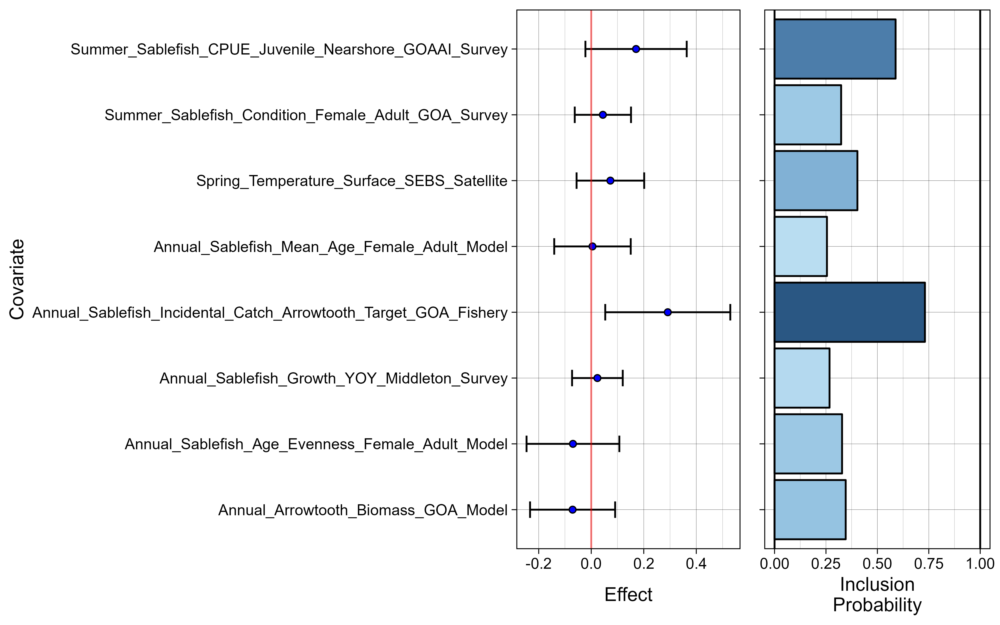 Covariate
Summer_Sablefish_CPUE_Juvenile_Nearshore_GOAAI_Survey
Summer_Sablefish_Condition_Female_Adult_GOA_Survey
Spring_Temperature_Surface_SEBS_Satellite
Annual_Sablefish_Mean_Age_Female_Adult_Model
Annual_Sablefish_Incidental_Catch_Arrowtooth_Target_GOA_Fishery
Annual_Sablefish_Growth_YOY_Middleton_Survey
Annual_Sablefish_Age_Evenness_Female_Adult_Model
Annual_Arrowtooth_Biomass_GOA_Model
-0.2 0.0 0.2 0.4
Effect
0.00 0.25 0.50 0.75 1.00
Inclusion
Probability